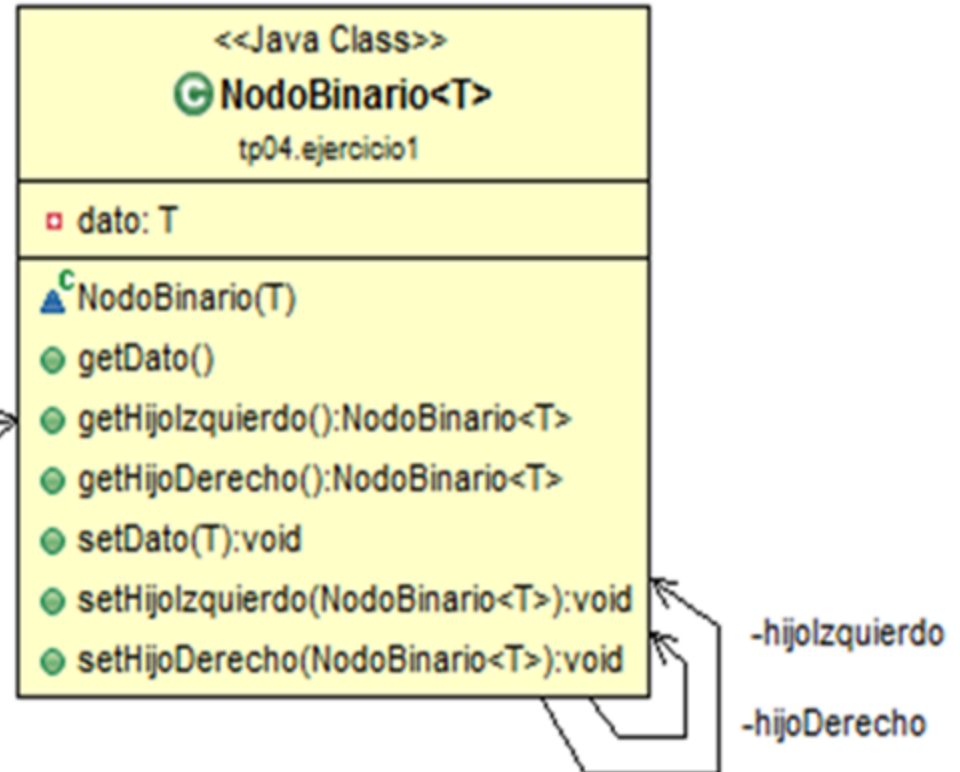 <<Java Class>>
C NodoBinario<T>
tp04.ejercicio1
dato: T
C NodoBinario(T)
getDato()
getHijoIzquierdo():NodoBinario<T>
getHijoDerecho():NodoBinario<T>
setDato(T):void
setHijoIzquierdo(NodoBinario<T>):void
setHijoDerecho(NodoBinario<T>):void
-hijoIzquierdo
-hijoDerecho